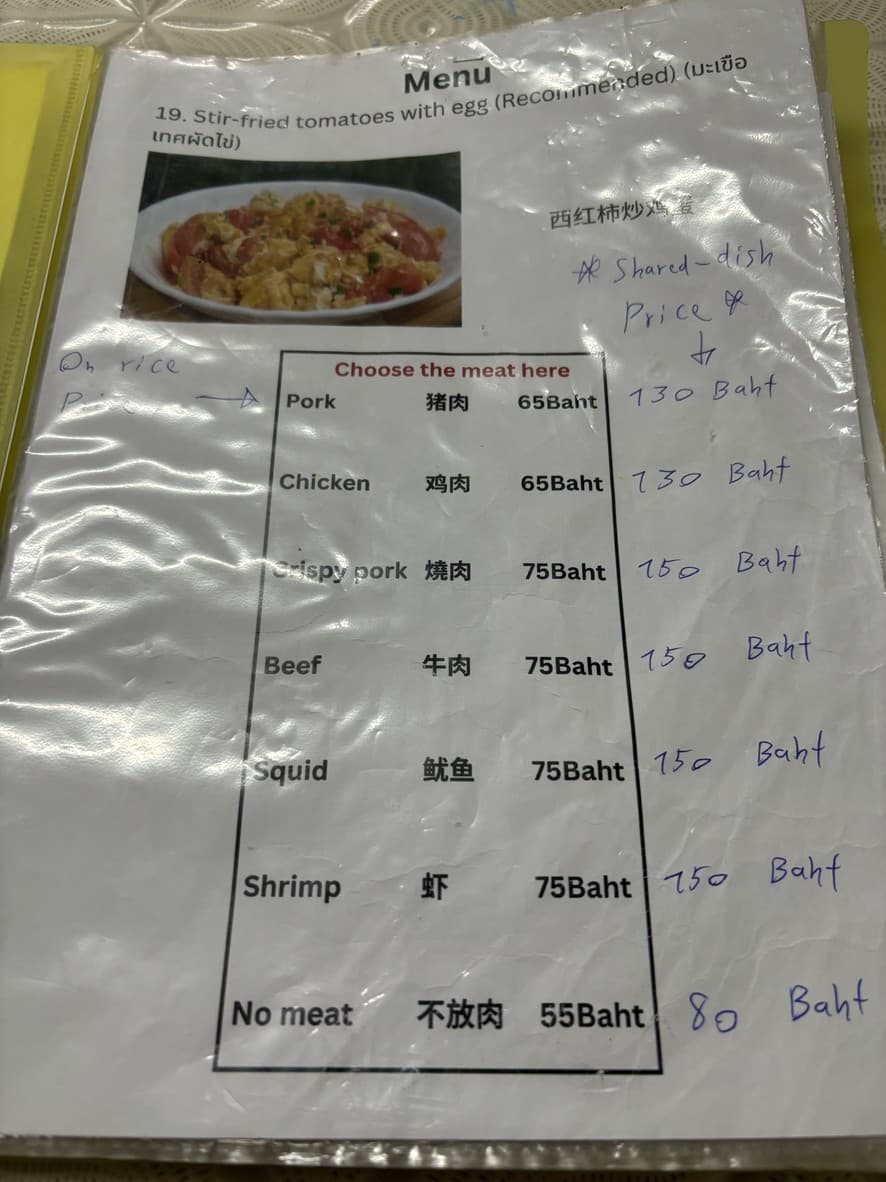 Menu
19. Stir-fried tomatoes with egg (Recommended) (มะเขือ
เทศผัดไข่)
西红柿炒鸡蛋
* Shared-dish
Price *
On rice
Choose the meat here
Pork 猪肉 65Baht 130 Baht
Chicken 鸡肉 65Baht 130 Baht
Crispy pork 燒肉 75Baht 150 Baht
Beef 牛肉 75Baht 150 Baht
Squid 鱿鱼 75Baht 150 Baht
Shrimp 虾 75Baht 150 Baht
No meat 不放肉 55Baht 80 Baht